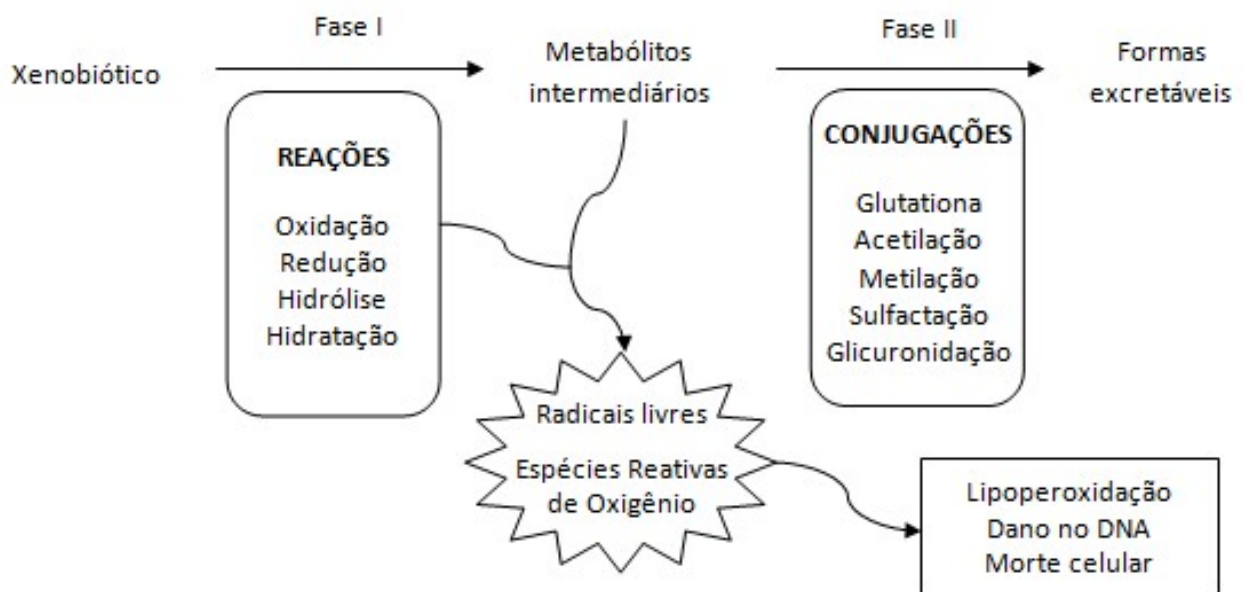 Xenobiótico
Fase I
Metabólitos
intermediários
Fase II
Formas
excretáveis
REAÇÕES
Oxidação
Redução
Hidrólise
Hidratação
CONJUGAÇÕES
Glutationa
Acetilação
Metilação
Sulfactação
Glicuronidação
Radicais livres
Espécies Reativas
de Oxigênio
Lipoperoxidação
Dano no DNA
Morte celular